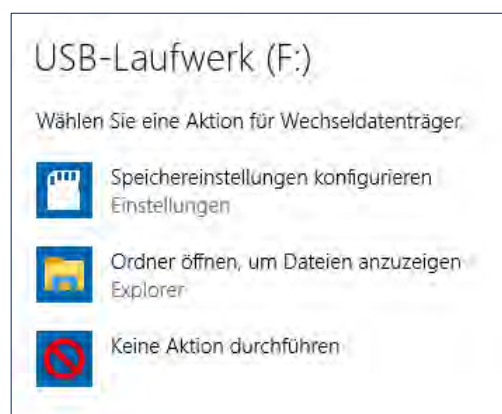 USB-Laufwerk (F:)
Wählen Sie eine Aktion für Wechseldatenträger.
Speichereinstellungen konfigurieren
Einstellungen
Ordner öffnen, um Dateien anzuzeigen
Explorer
Keine Aktion durchführen